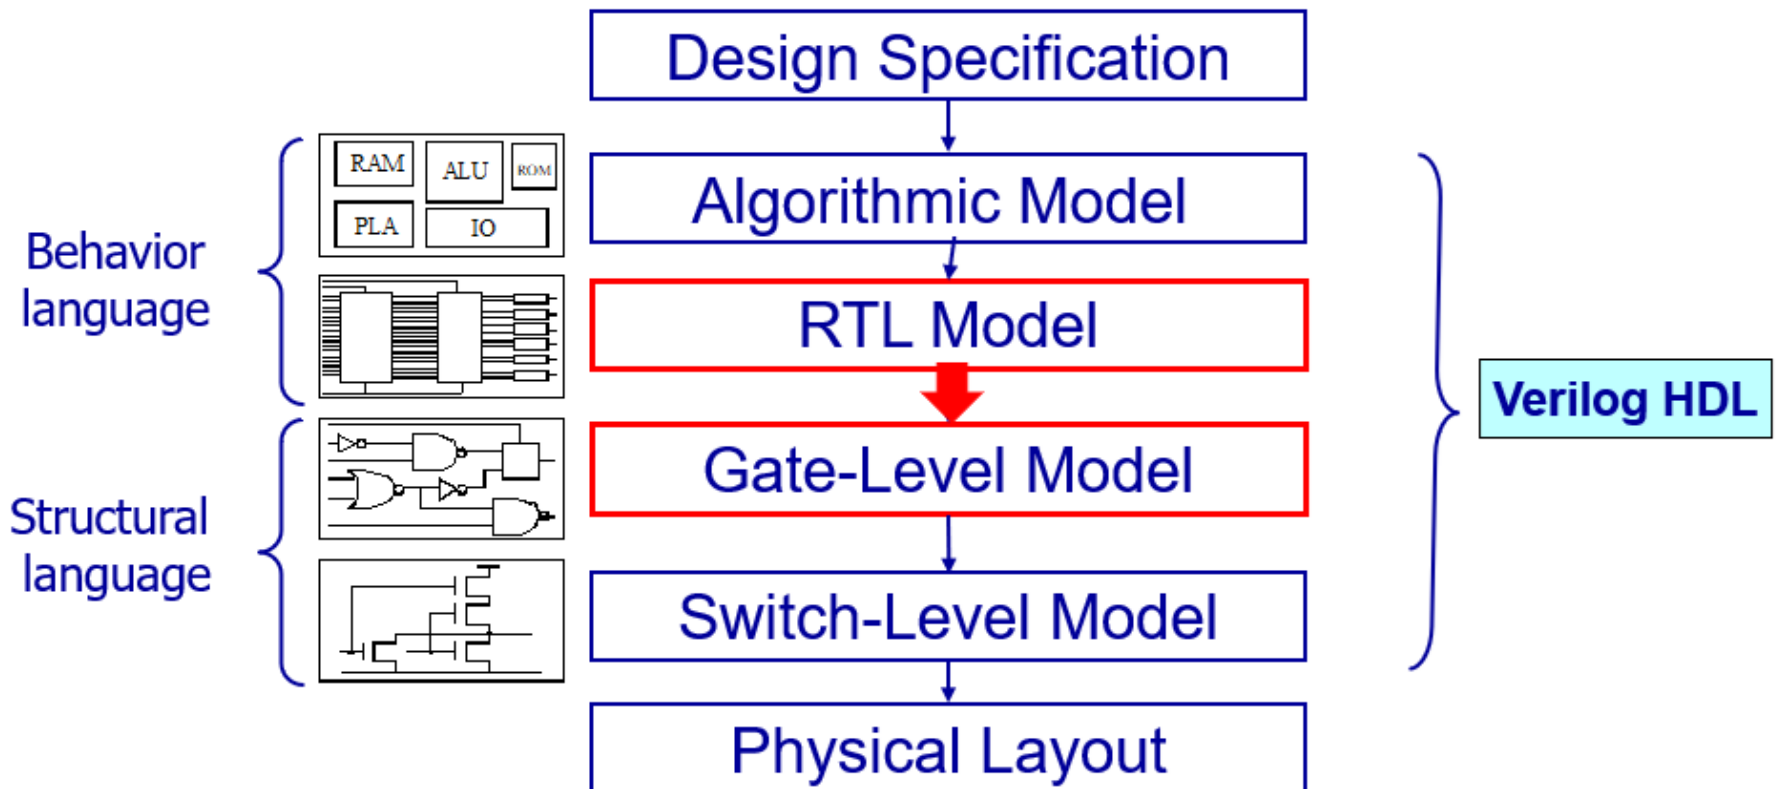 Design Specification
RAM
ALU
ROM
PLA
IO
Behavior
language
Algorithmic Model
RTL Model
Verilog HDL
Gate-Level Model
Structural
language
Switch-Level Model
Physical Layout